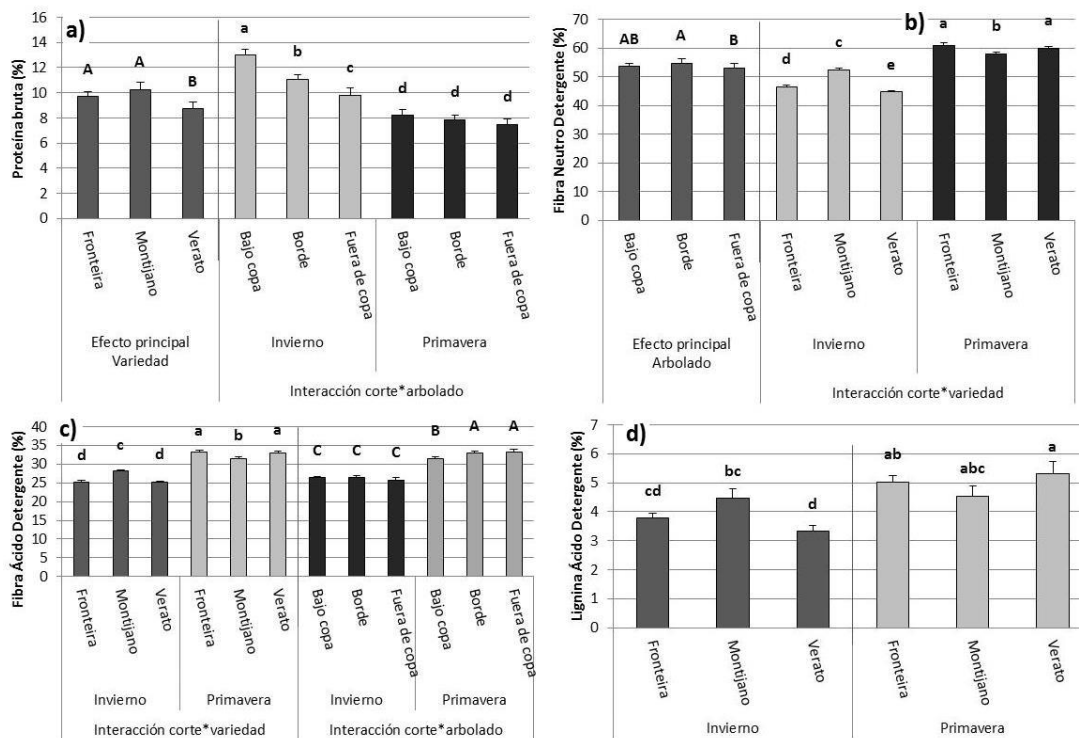 a)
Proteína bruta (%)
16
14
12
10
8
6
4
2
0
A
A
B
a
b
c
d
d
d
Fronteira
Montijano
Verato
Bajo copa
Borde
Fuera de copa
Bajo copa
Borde
Fuera de copa
Efecto principal
Variedad
Invierno
Primavera
Interacción corte*arbolado
b)
Fibra Neutro Detergente (%)
70
60
50
40
30
20
10
0
AB
A
B
d
c
e
a
b
a
Bajo copa
Borde
Fuera de copa
Fronteira
Montijano
Verato
Fronteira
Montijano
Verato
Efecto principal
Arbolado
Invierno
Primavera
Interacción corte*variedad
c)
Fibra Ácido Detergente (%)
40
35
30
25
20
15
10
5
0
d
c
d
a
b
a
C
C
C
B
A
A
Fronteira
Montijano
Verato
Fronteira
Montijano
Verato
Bajo copa
Borde
Fuera de copa
Bajo copa
Borde
Fuera de copa
Invierno
Primavera
Invierno
Primavera
Interacción corte*variedad
Interacción corte*arbolado
d)
Lignina Ácido Detergente (%)
7
6
5
4
3
2
1
0
cd
bc
d
ab
abc
a
Fronteira
Montijano
Verato
Fronteira
Montijano
Verato
Invierno
Primavera